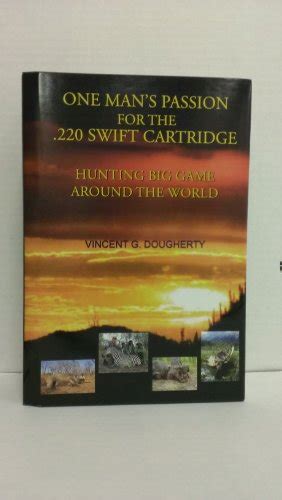 ONE MAN'S PASSION
FOR THE
.220 SWIFT CARTRIDGE
HUNTING BIG GAME
AROUND THE WORLD
VINCENT G. DOUGHERTY